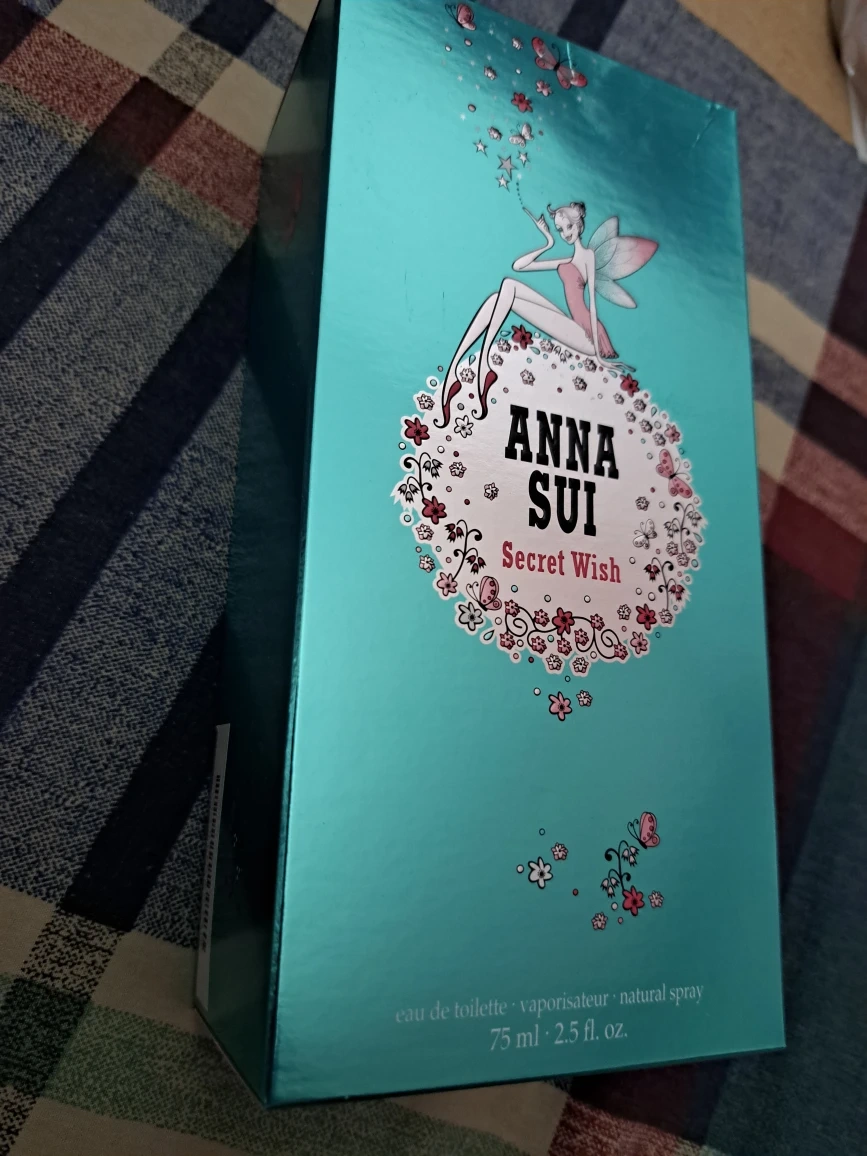 ANNA
SUI
Secret Wish
eau de toilette · vaporisateur · natural spray
75 ml · 2.5 fl. oz.